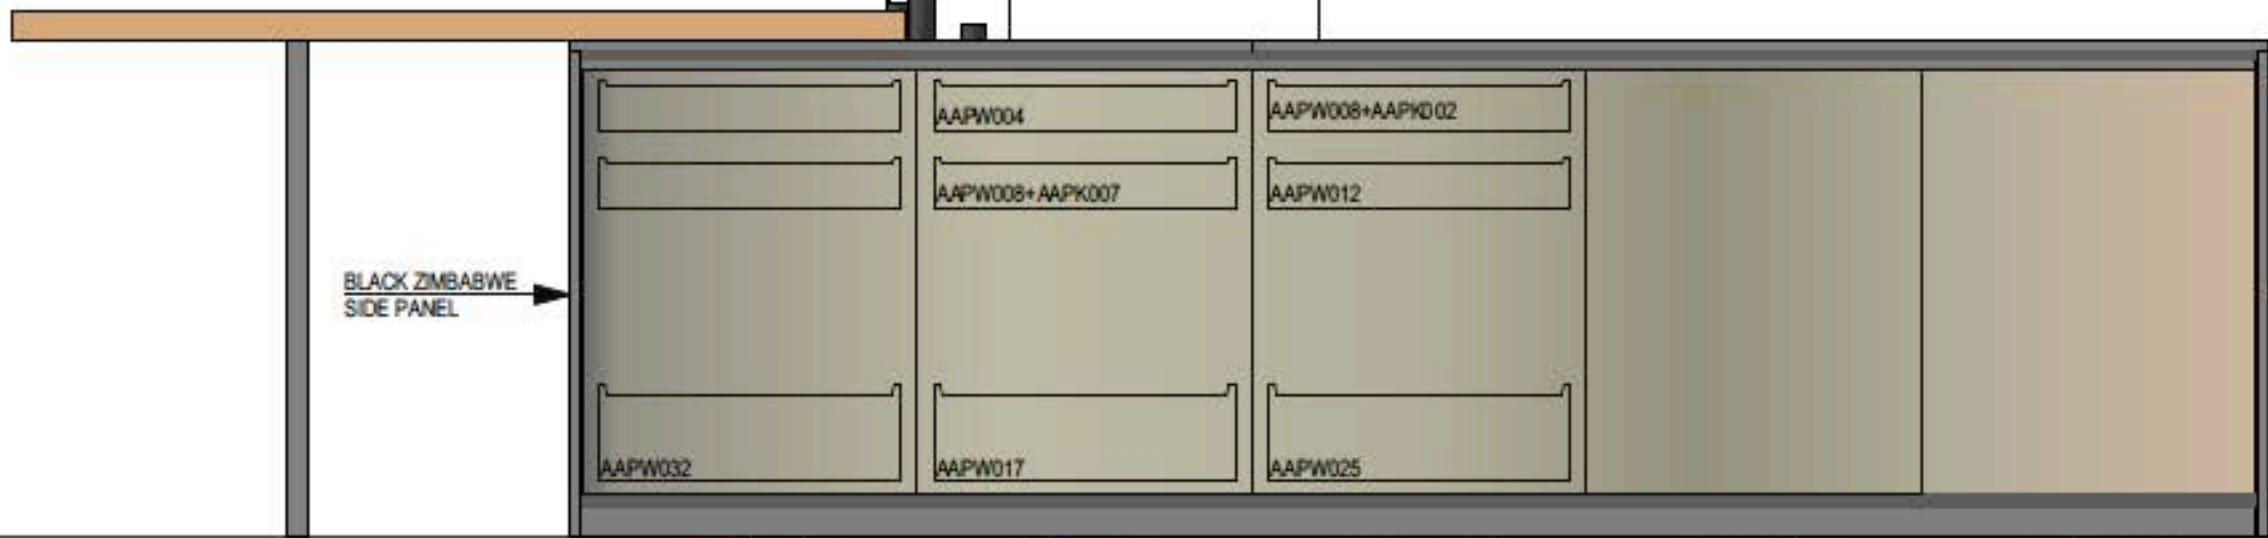 AAPW004
AAPW008+AAPK002
AAPW008+AAPK007
AAPW012
BLACK ZIMBABWE
SIDE PANEL
AAPW032
AAPW017
AAPW025